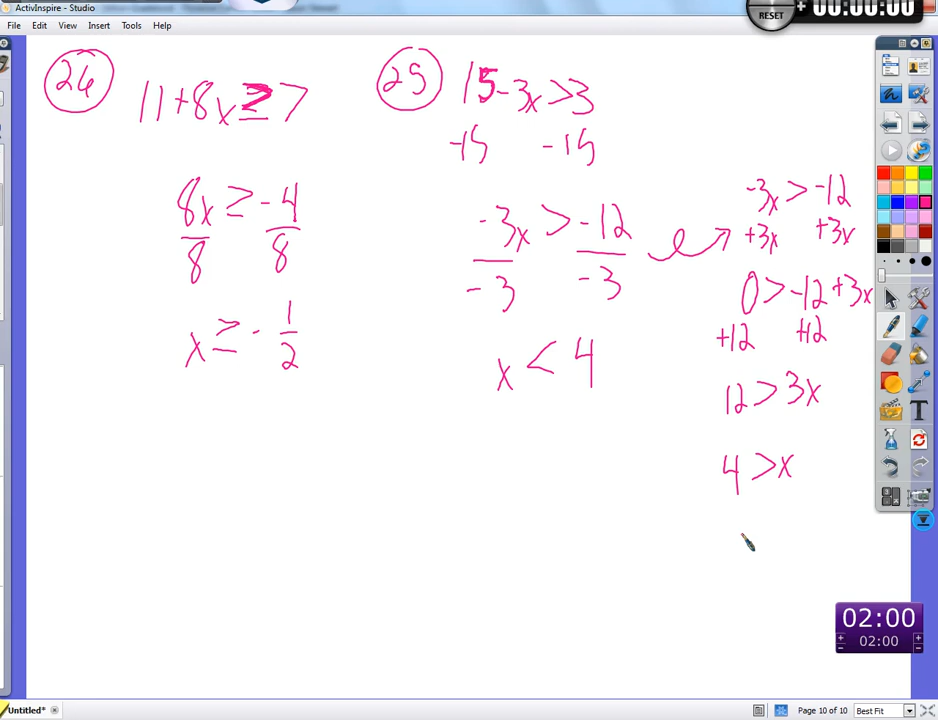 ActivInspire - Studio
RESET
00:00:00
File Edit View Insert Tools Help
26
11+8x≥7
8x≥-4
8 8
x≥-1/2
25
15-3x>3
-15 -15
-3x>-12
-3 -3
x<4
-3x>-12
+3x +3x
0>-12+3x
+12 +12
12>3x
4>x
02:00
02:00
Untitled*
Page 10 of 10
Best Fit